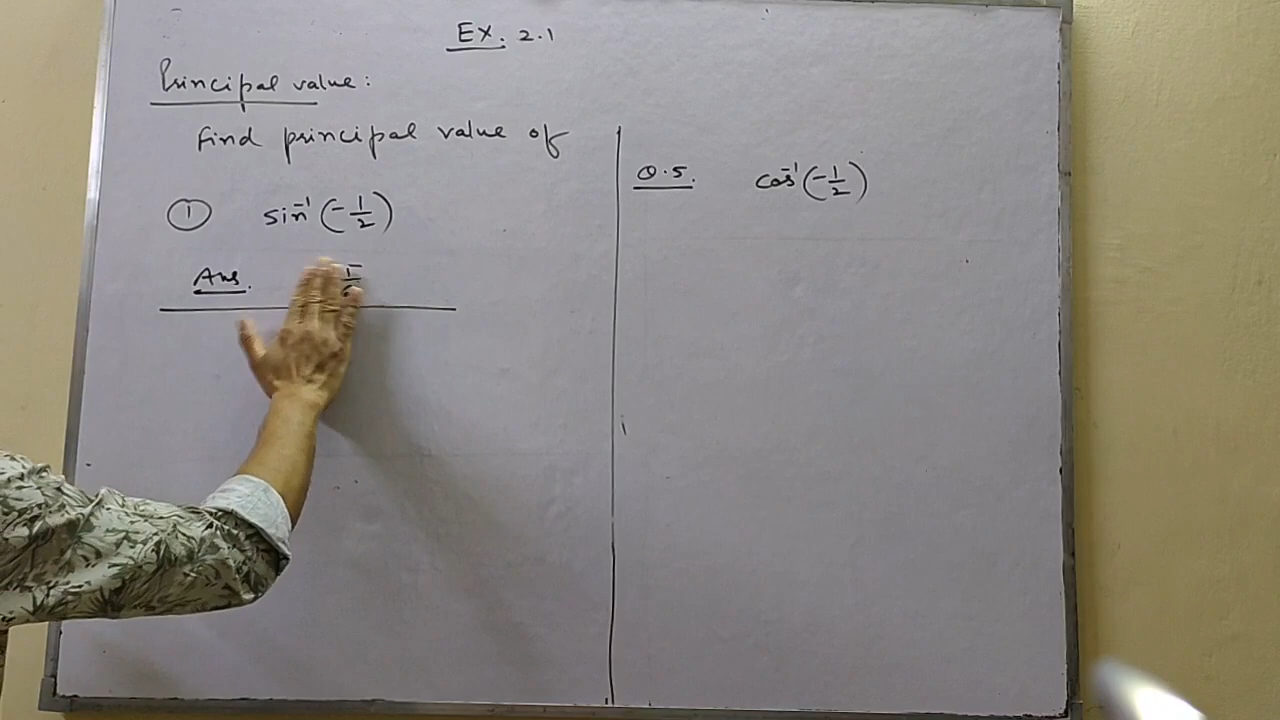 EX. 2.1
Principal value:
Find principal value of
① sin⁻¹(-1/2)
Ans.
Q.5. cos⁻¹(-1/2)